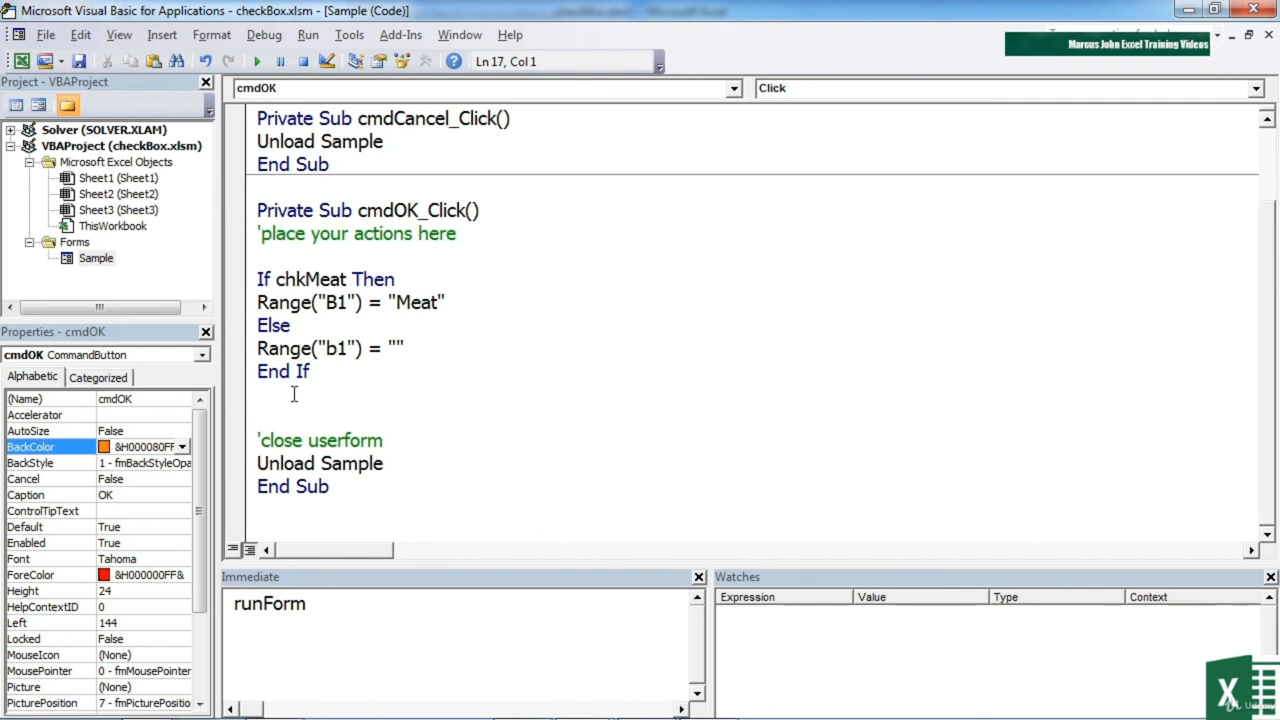 Microsoft Visual Basic for Applications - checkBox.xlsm - [Sample (Code)]
File Edit View Insert Format Debug Run Tools Add-Ins Window Help
Marcus John Excel Training Videos
Ln 17, Col 1
Project - VBAProject
cmdOK
Click
Solver (SOLVER.XLAM)
VBAProject (checkBox.xlsm)
Microsoft Excel Objects
Sheet1 (Sheet1)
Sheet2 (Sheet2)
Sheet3 (Sheet3)
ThisWorkbook
Forms
Sample
Private Sub cmdCancel_Click()
Unload Sample
End Sub
Private Sub cmdOK_Click()
'place your actions here
If chkMeat Then
Range("B1") = "Meat"
Else
Range("b1") = ""
End If
'close userform
Unload Sample
End Sub
Properties - cmdOK
cmdOK CommandButton
Alphabetic Categorized
(Name) cmdOK
Accelerator
AutoSize False
BackColor &H000080FF
BackStyle 1 - fmBackStyleOpa
Cancel False
Caption OK
ControlTipText
Default True
Enabled True
Font Tahoma
ForeColor &H000000FF&
Height 24
HelpContextID 0
Left 144
Locked False
MouseIcon (None)
MousePointer 0 - fmMousePointer
Picture (None)
PicturePosition 7 - fmPicturePositio
Immediate
runForm
Watches
Expression Value Type Context
X